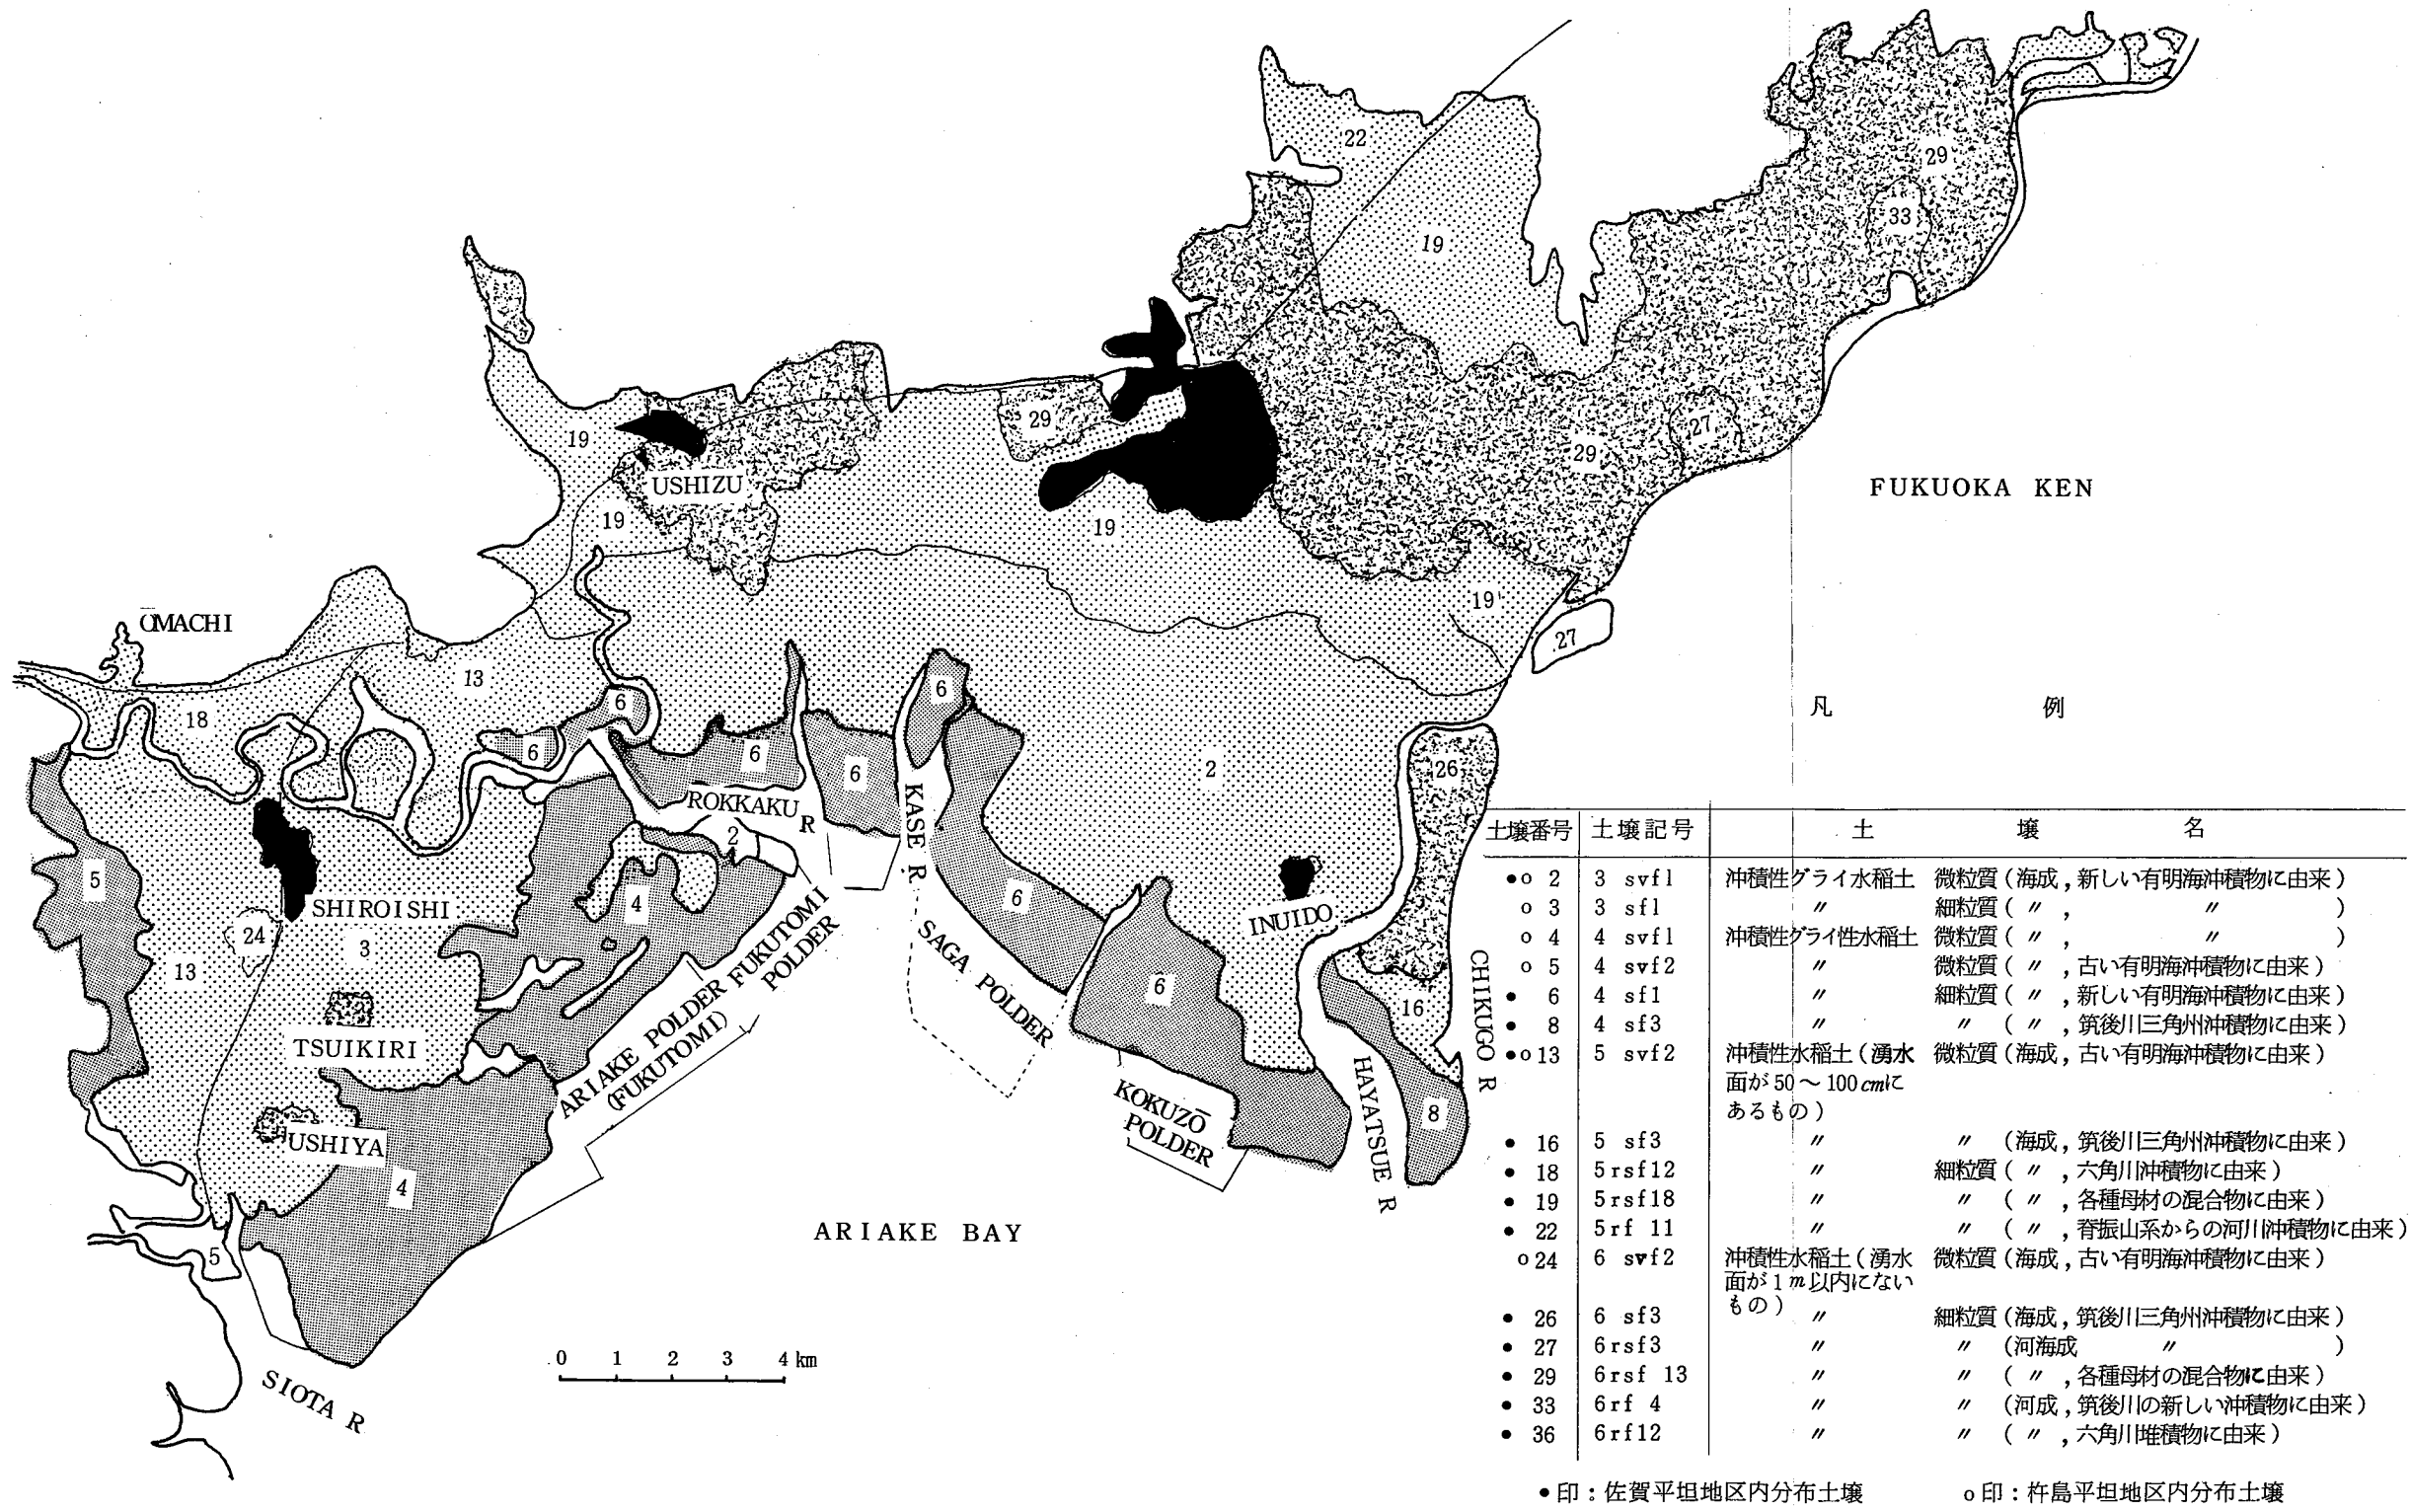 22
29
33
19
29
19
27
29
USHIZU
19
19
FUKUOKA KEN
19
ŌMACHI
27
13
6
6
18
凡 例
6
6
6
2
26
ROKKAKU R
KASE R
2
5
4
SHIROISHI
6
INUIDO
24
3
13
SAGA POLDER
FUKUTOMI POLDER
ARIAKE POLDER (FUKUTOMI)
6
CHIKUGO R
16
TSUIKIRI
HAYATSUE R
8
KOKUZŌ POLDER
USHIYA
4
ARIAKE BAY
5
0 1 2 3 4 km
SIOTA R
土壌番号 土壌記号 土 壌 名
●o 2 3 svf1 沖積性グライ水稲土 微粒質(海成,新しい有明海沖積物に由来)
o 3 3 sf1 〃 細粒質(〃, 〃 )
o 4 4 svf1 沖積性グライ性水稲土 微粒質(〃, 〃 )
o 5 4 svf2 〃 微粒質(〃,古い有明海沖積物に由来)
● 6 4 sf1 〃 細粒質(〃,新しい有明海沖積物に由来)
● 8 4 sf3 〃 〃 (〃,筑後川三角州沖積物に由来)
●o 13 5 svf2 沖積性水稲土(湧水 微粒質(海成,古い有明海沖積物に由来)
面が50～100cmに
あるもの)
● 16 5 sf3 〃 〃 (海成,筑後川三角州沖積物に由来)
● 18 5rsf12 〃 細粒質(〃,六角川沖積物に由来)
● 19 5rsf18 〃 〃 (〃,各種母材の混合物に由来)
● 22 5rf 11 〃 〃 (〃,脊振山系からの河川沖積物に由来)
o 24 6 svf2 沖積性水稲土(湧水 微粒質(海成,古い有明海沖積物に由来)
面が1m以内にない
もの)
● 26 6 sf3 〃 細粒質(海成,筑後川三角州沖積物に由来)
● 27 6rsf3 〃 〃 (河海成 〃 )
● 29 6rsf 13 〃 〃 (〃,各種母材の混合物に由来)
● 33 6rf 4 〃 〃 (河成,筑後川の新しい沖積物に由来)
● 36 6rf12 〃 〃 (〃,六角川堆積物に由来)
●印:佐賀平坦地区内分布土壌 o印:杵島平坦地区内分布土壌